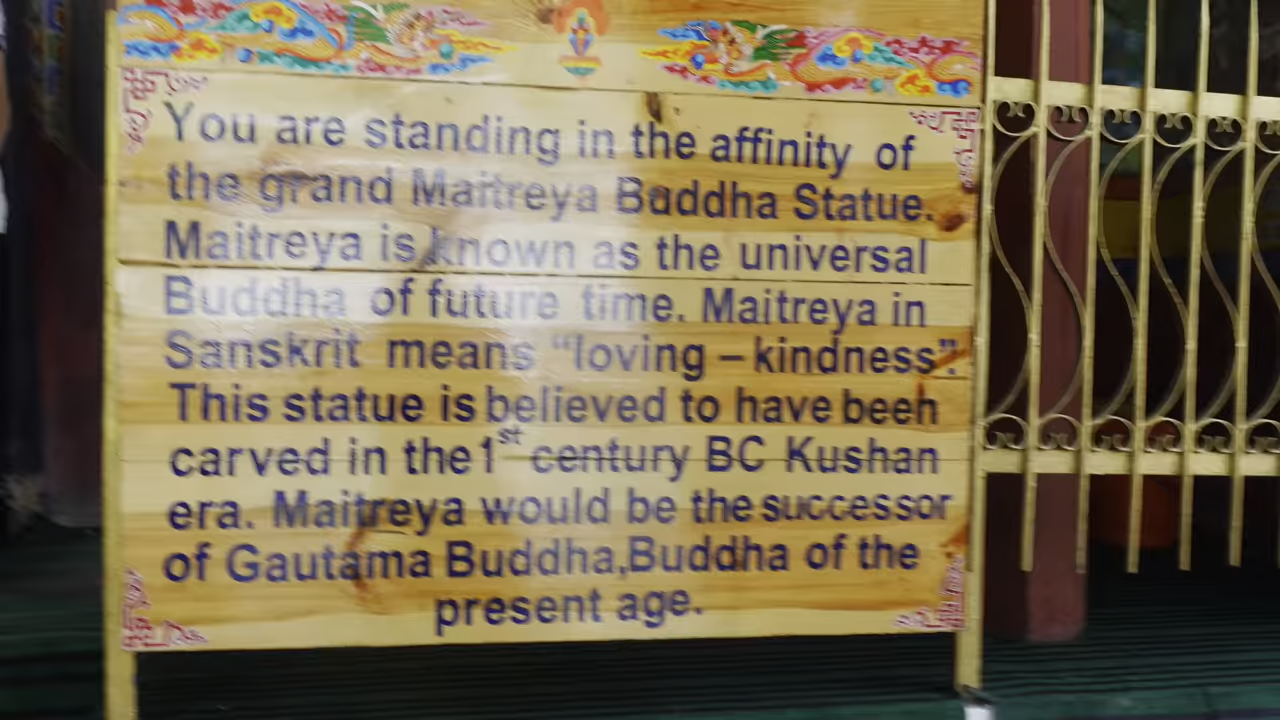 You are standing in the affinity of
the grand Maitreya Buddha Statue.
Maitreya is known as the universal
Buddha of future time. Maitreya in
Sanskrit means “loving – kindness”.
This statue is believed to have been
carved in the 1st century BC Kushan
era. Maitreya would be the successor
of Gautama Buddha,Buddha of the
present age.